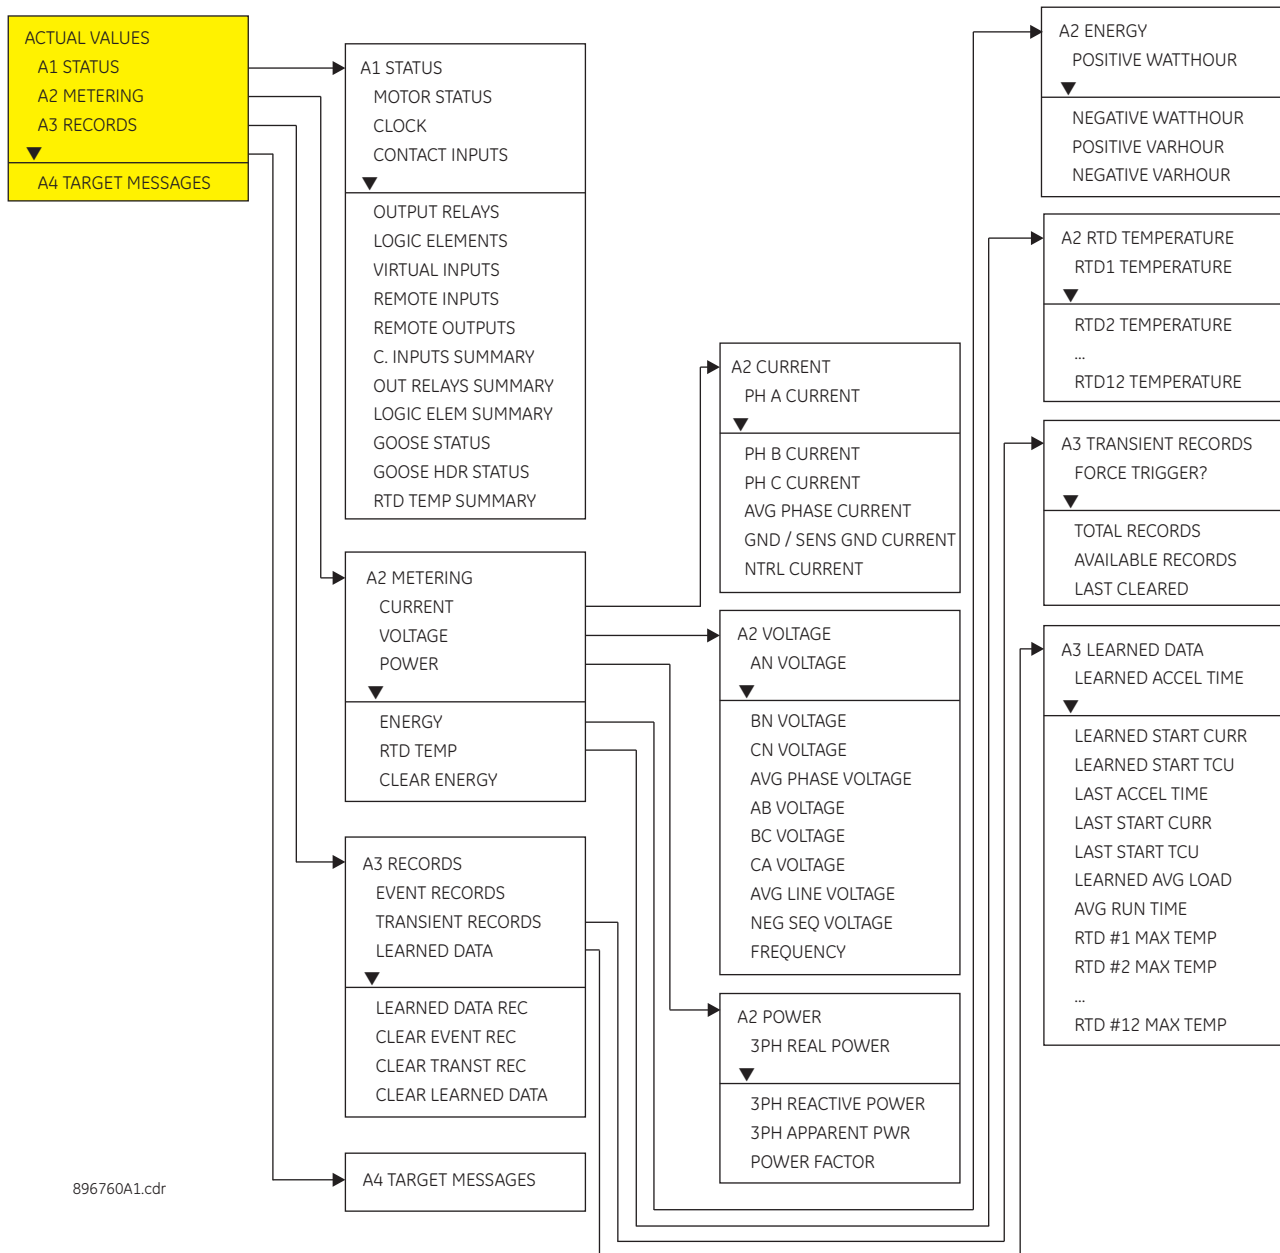 ACTUAL VALUES
A1 STATUS
A2 METERING
A3 RECORDS
A4 TARGET MESSAGES
A1 STATUS
MOTOR STATUS
CLOCK
CONTACT INPUTS
OUTPUT RELAYS
LOGIC ELEMENTS
VIRTUAL INPUTS
REMOTE INPUTS
REMOTE OUTPUTS
C. INPUTS SUMMARY
OUT RELAYS SUMMARY
LOGIC ELEM SUMMARY
GOOSE STATUS
GOOSE HDR STATUS
RTD TEMP SUMMARY
A2 METERING
CURRENT
VOLTAGE
POWER
ENERGY
RTD TEMP
CLEAR ENERGY
A3 RECORDS
EVENT RECORDS
TRANSIENT RECORDS
LEARNED DATA
LEARNED DATA REC
CLEAR EVENT REC
CLEAR TRANST REC
CLEAR LEARNED DATA
A4 TARGET MESSAGES
A2 CURRENT
PH A CURRENT
PH B CURRENT
PH C CURRENT
AVG PHASE CURRENT
GND / SENS GND CURRENT
NTRL CURRENT
A2 VOLTAGE
AN VOLTAGE
BN VOLTAGE
CN VOLTAGE
AVG PHASE VOLTAGE
AB VOLTAGE
BC VOLTAGE
CA VOLTAGE
AVG LINE VOLTAGE
NEG SEQ VOLTAGE
FREQUENCY
A2 POWER
3PH REAL POWER
3PH REACTIVE POWER
3PH APPARENT PWR
POWER FACTOR
A2 ENERGY
POSITIVE WATTHOUR
NEGATIVE WATTHOUR
POSITIVE VARHOUR
NEGATIVE VARHOUR
A2 RTD TEMPERATURE
RTD1 TEMPERATURE
RTD2 TEMPERATURE
...
RTD12 TEMPERATURE
A3 TRANSIENT RECORDS
FORCE TRIGGER?
TOTAL RECORDS
AVAILABLE RECORDS
LAST CLEARED
A3 LEARNED DATA
LEARNED ACCEL TIME
LEARNED START CURR
LEARNED START TCU
LAST ACCEL TIME
LAST START CURR
LAST START TCU
LEARNED AVG LOAD
AVG RUN TIME
RTD #1 MAX TEMP
RTD #2 MAX TEMP
...
RTD #12 MAX TEMP
896760A1.cdr